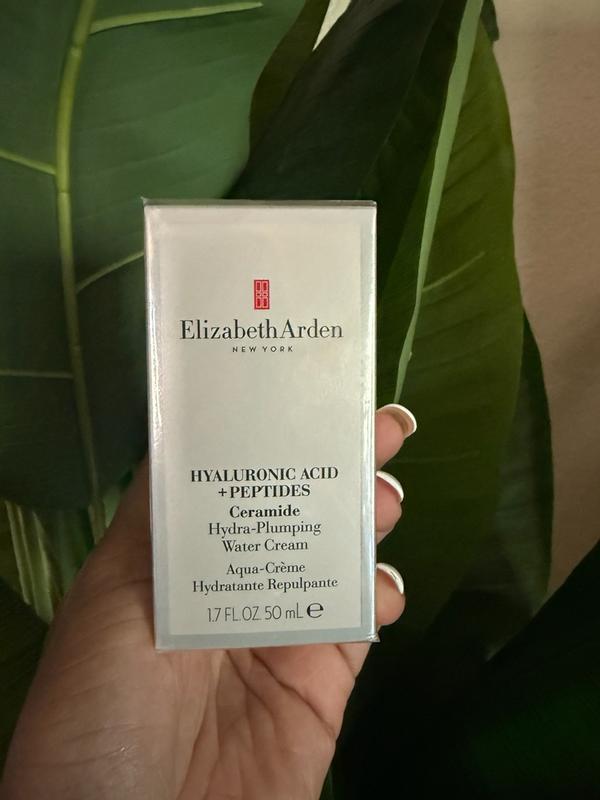 Elizabeth Arden
NEW YORK
HYALURONIC ACID
+PEPTIDES
Ceramide
Hydra-Plumping
Water Cream
Aqua-Crème
Hydratante Repulpante
1.7 FL.OZ. 50 mL ℮